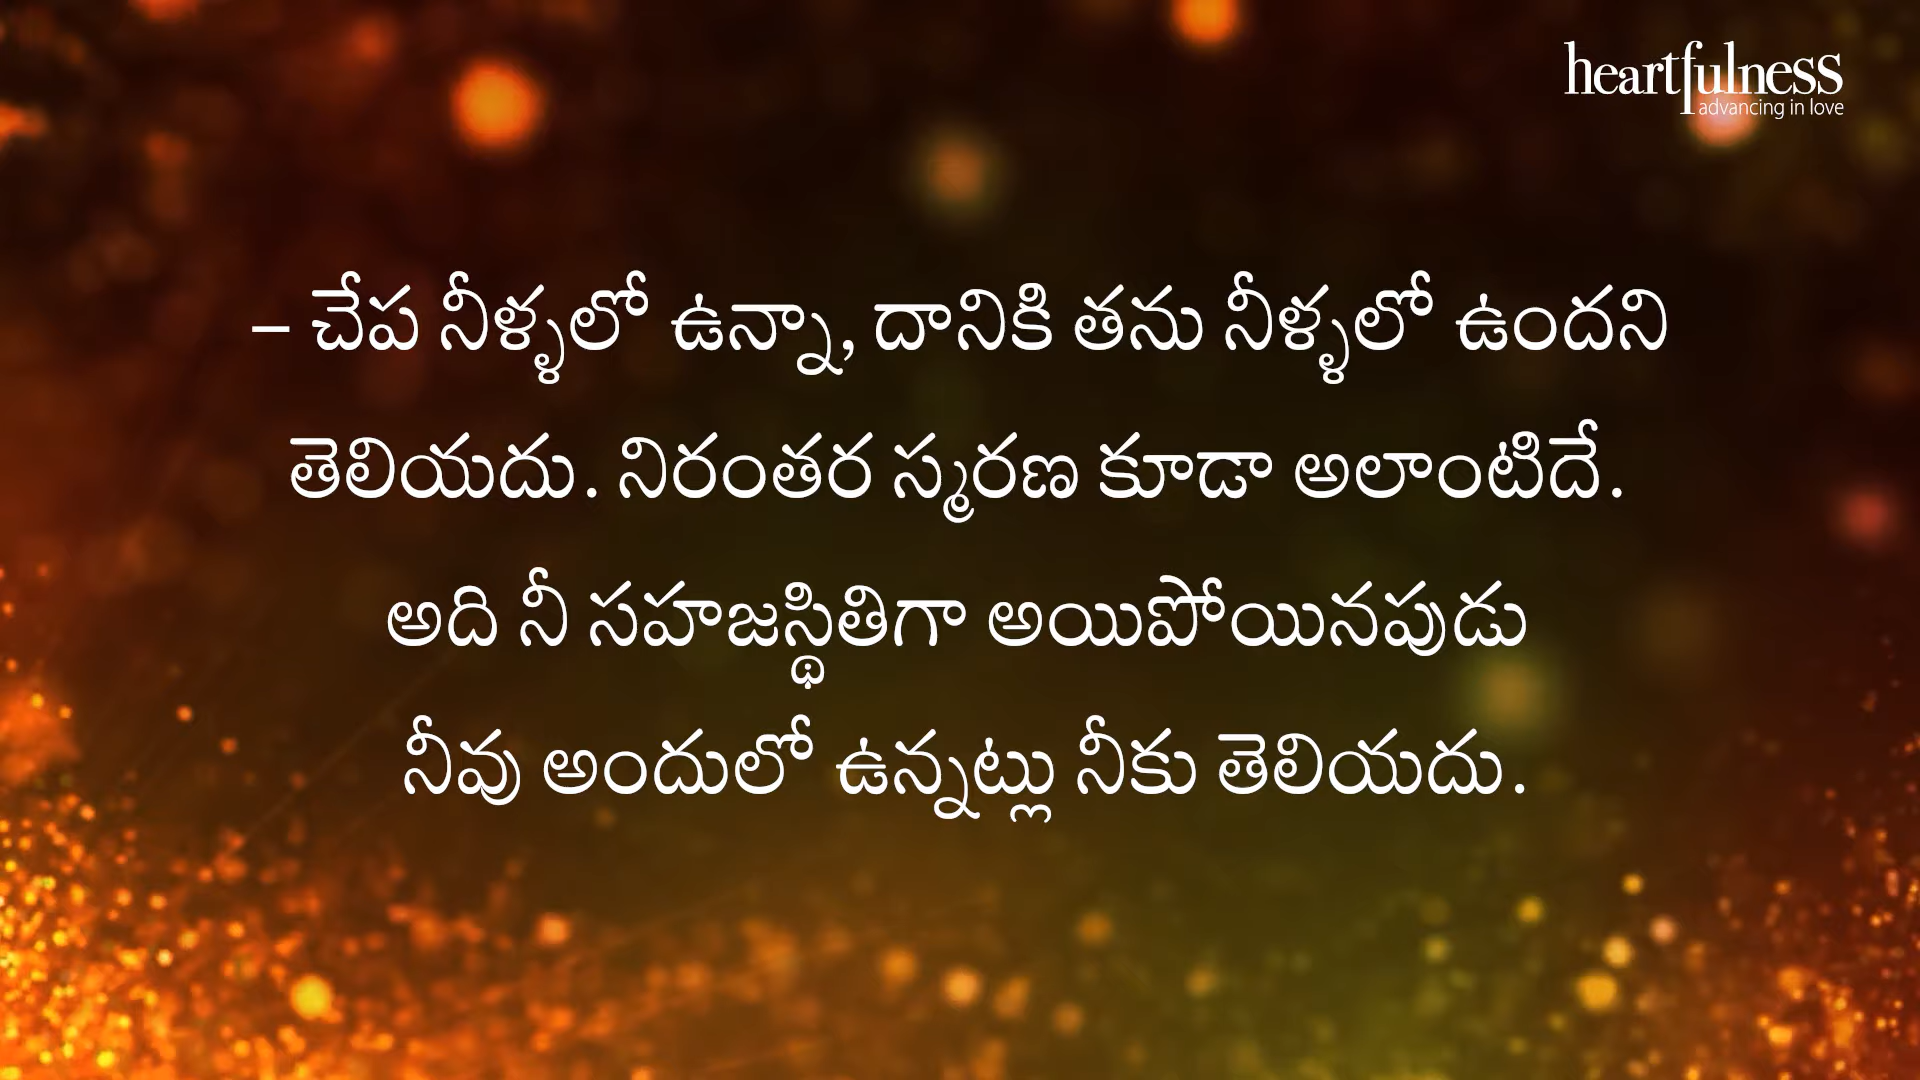 heartfulness
advancing in love
– చేప నీళ్ళలో ఉన్నా, దానికి తను నీళ్ళలో ఉందని
తెలియదు. నిరంతర స్మరణ కూడా అలాంటిదే.
అది నీ సహజస్థితిగా అయిపోయినపుడు
నీవు అందులో ఉన్నట్లు నీకు తెలియదు.